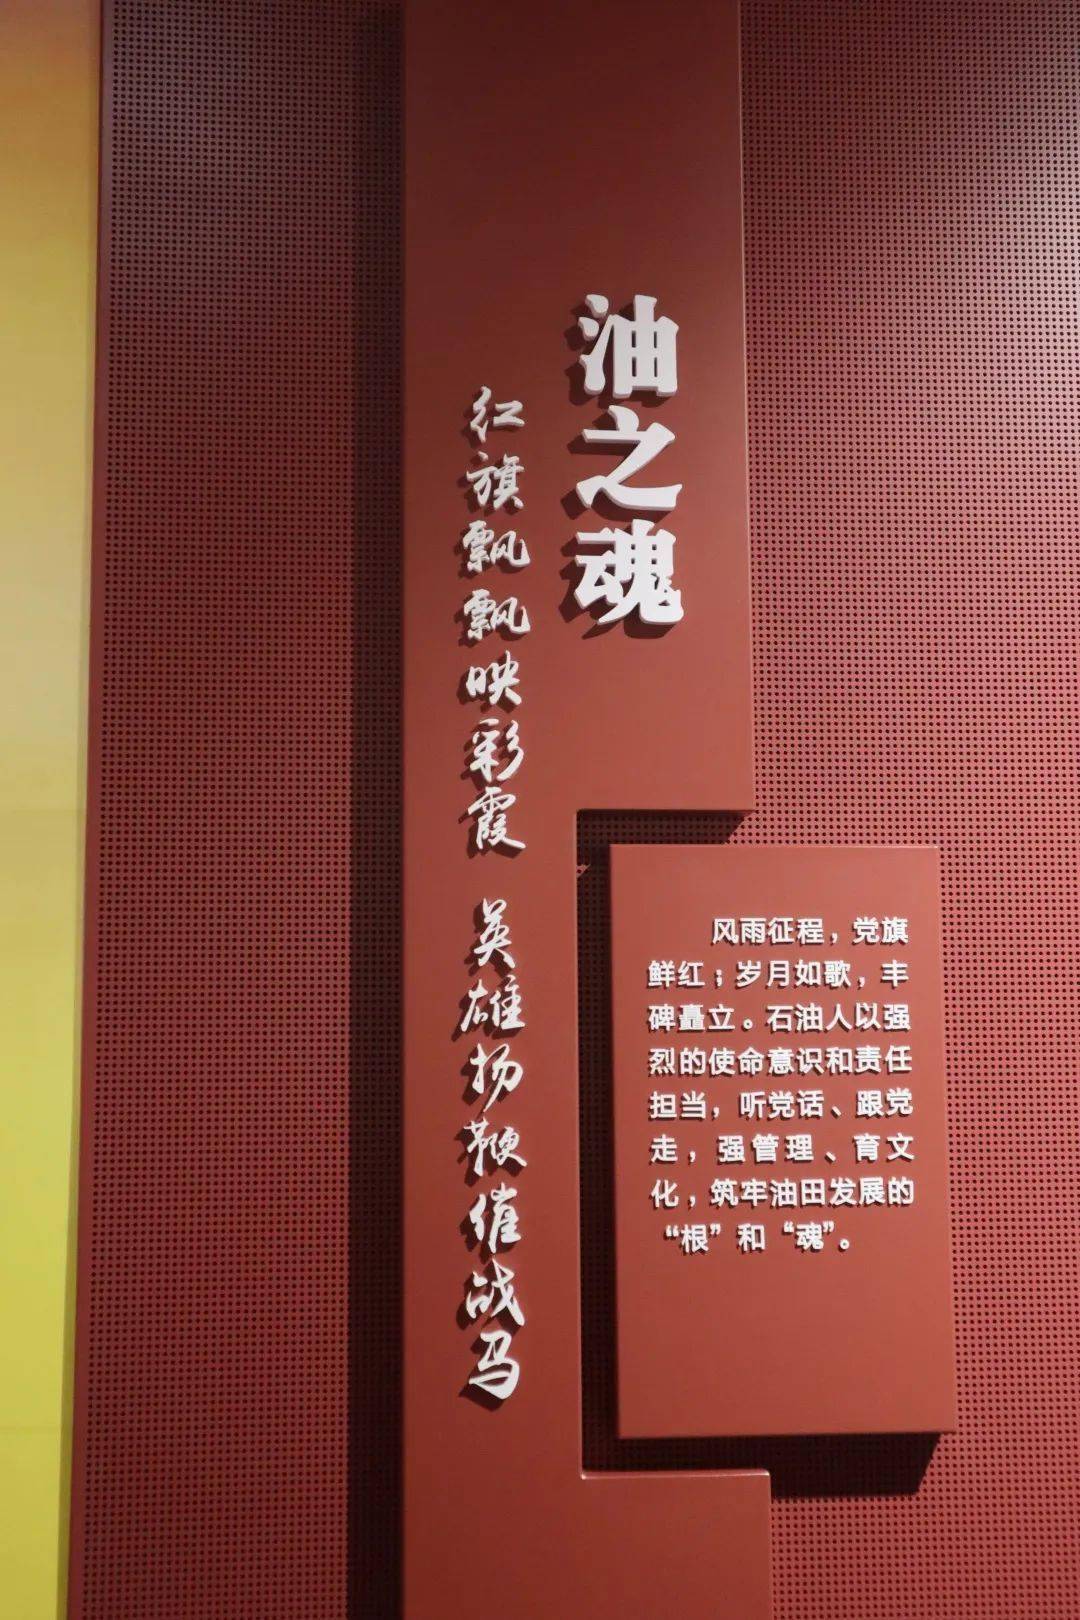 油之魂
红旗飘飘映彩霞 英雄扬鞭催战马
风雨征程，党旗
鲜红；岁月如歌，丰
碑矗立。石油人以强
烈的使命意识和责任
担当，听党话、跟党
走，强管理、育文
化，筑牢油田发展的
“根”和“魂”。